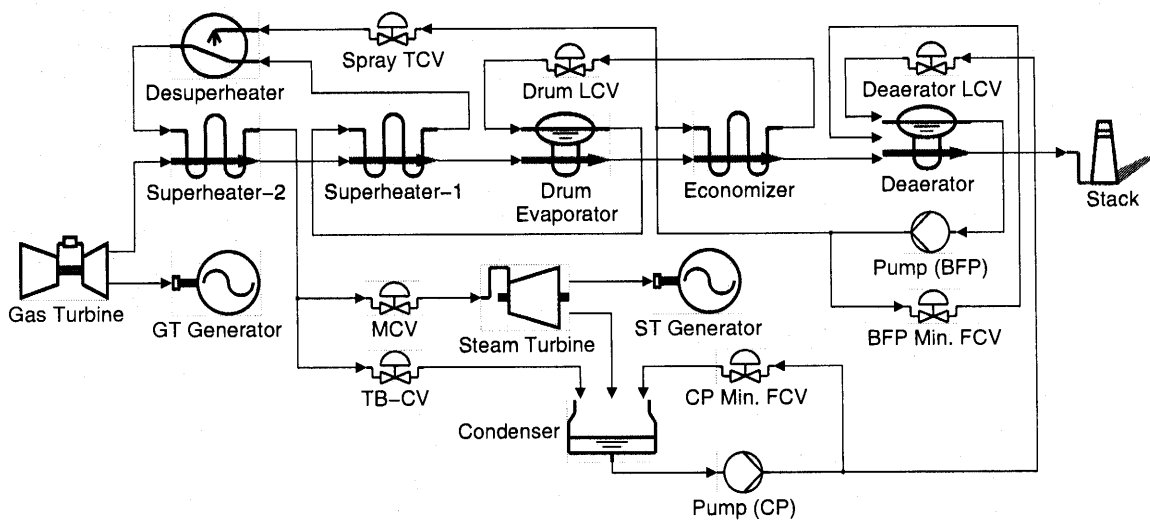 Spray TCV
Desuperheater
Drum LCV
Deaerator LCV
Superheater-2
Superheater-1
Drum
Evaporator
Economizer
Deaerator
Stack
Pump (BFP)
Gas Turbine
GT Generator
MCV
Steam Turbine
ST Generator
BFP Min. FCV
TB-CV
CP Min. FCV
Condenser
Pump (CP)